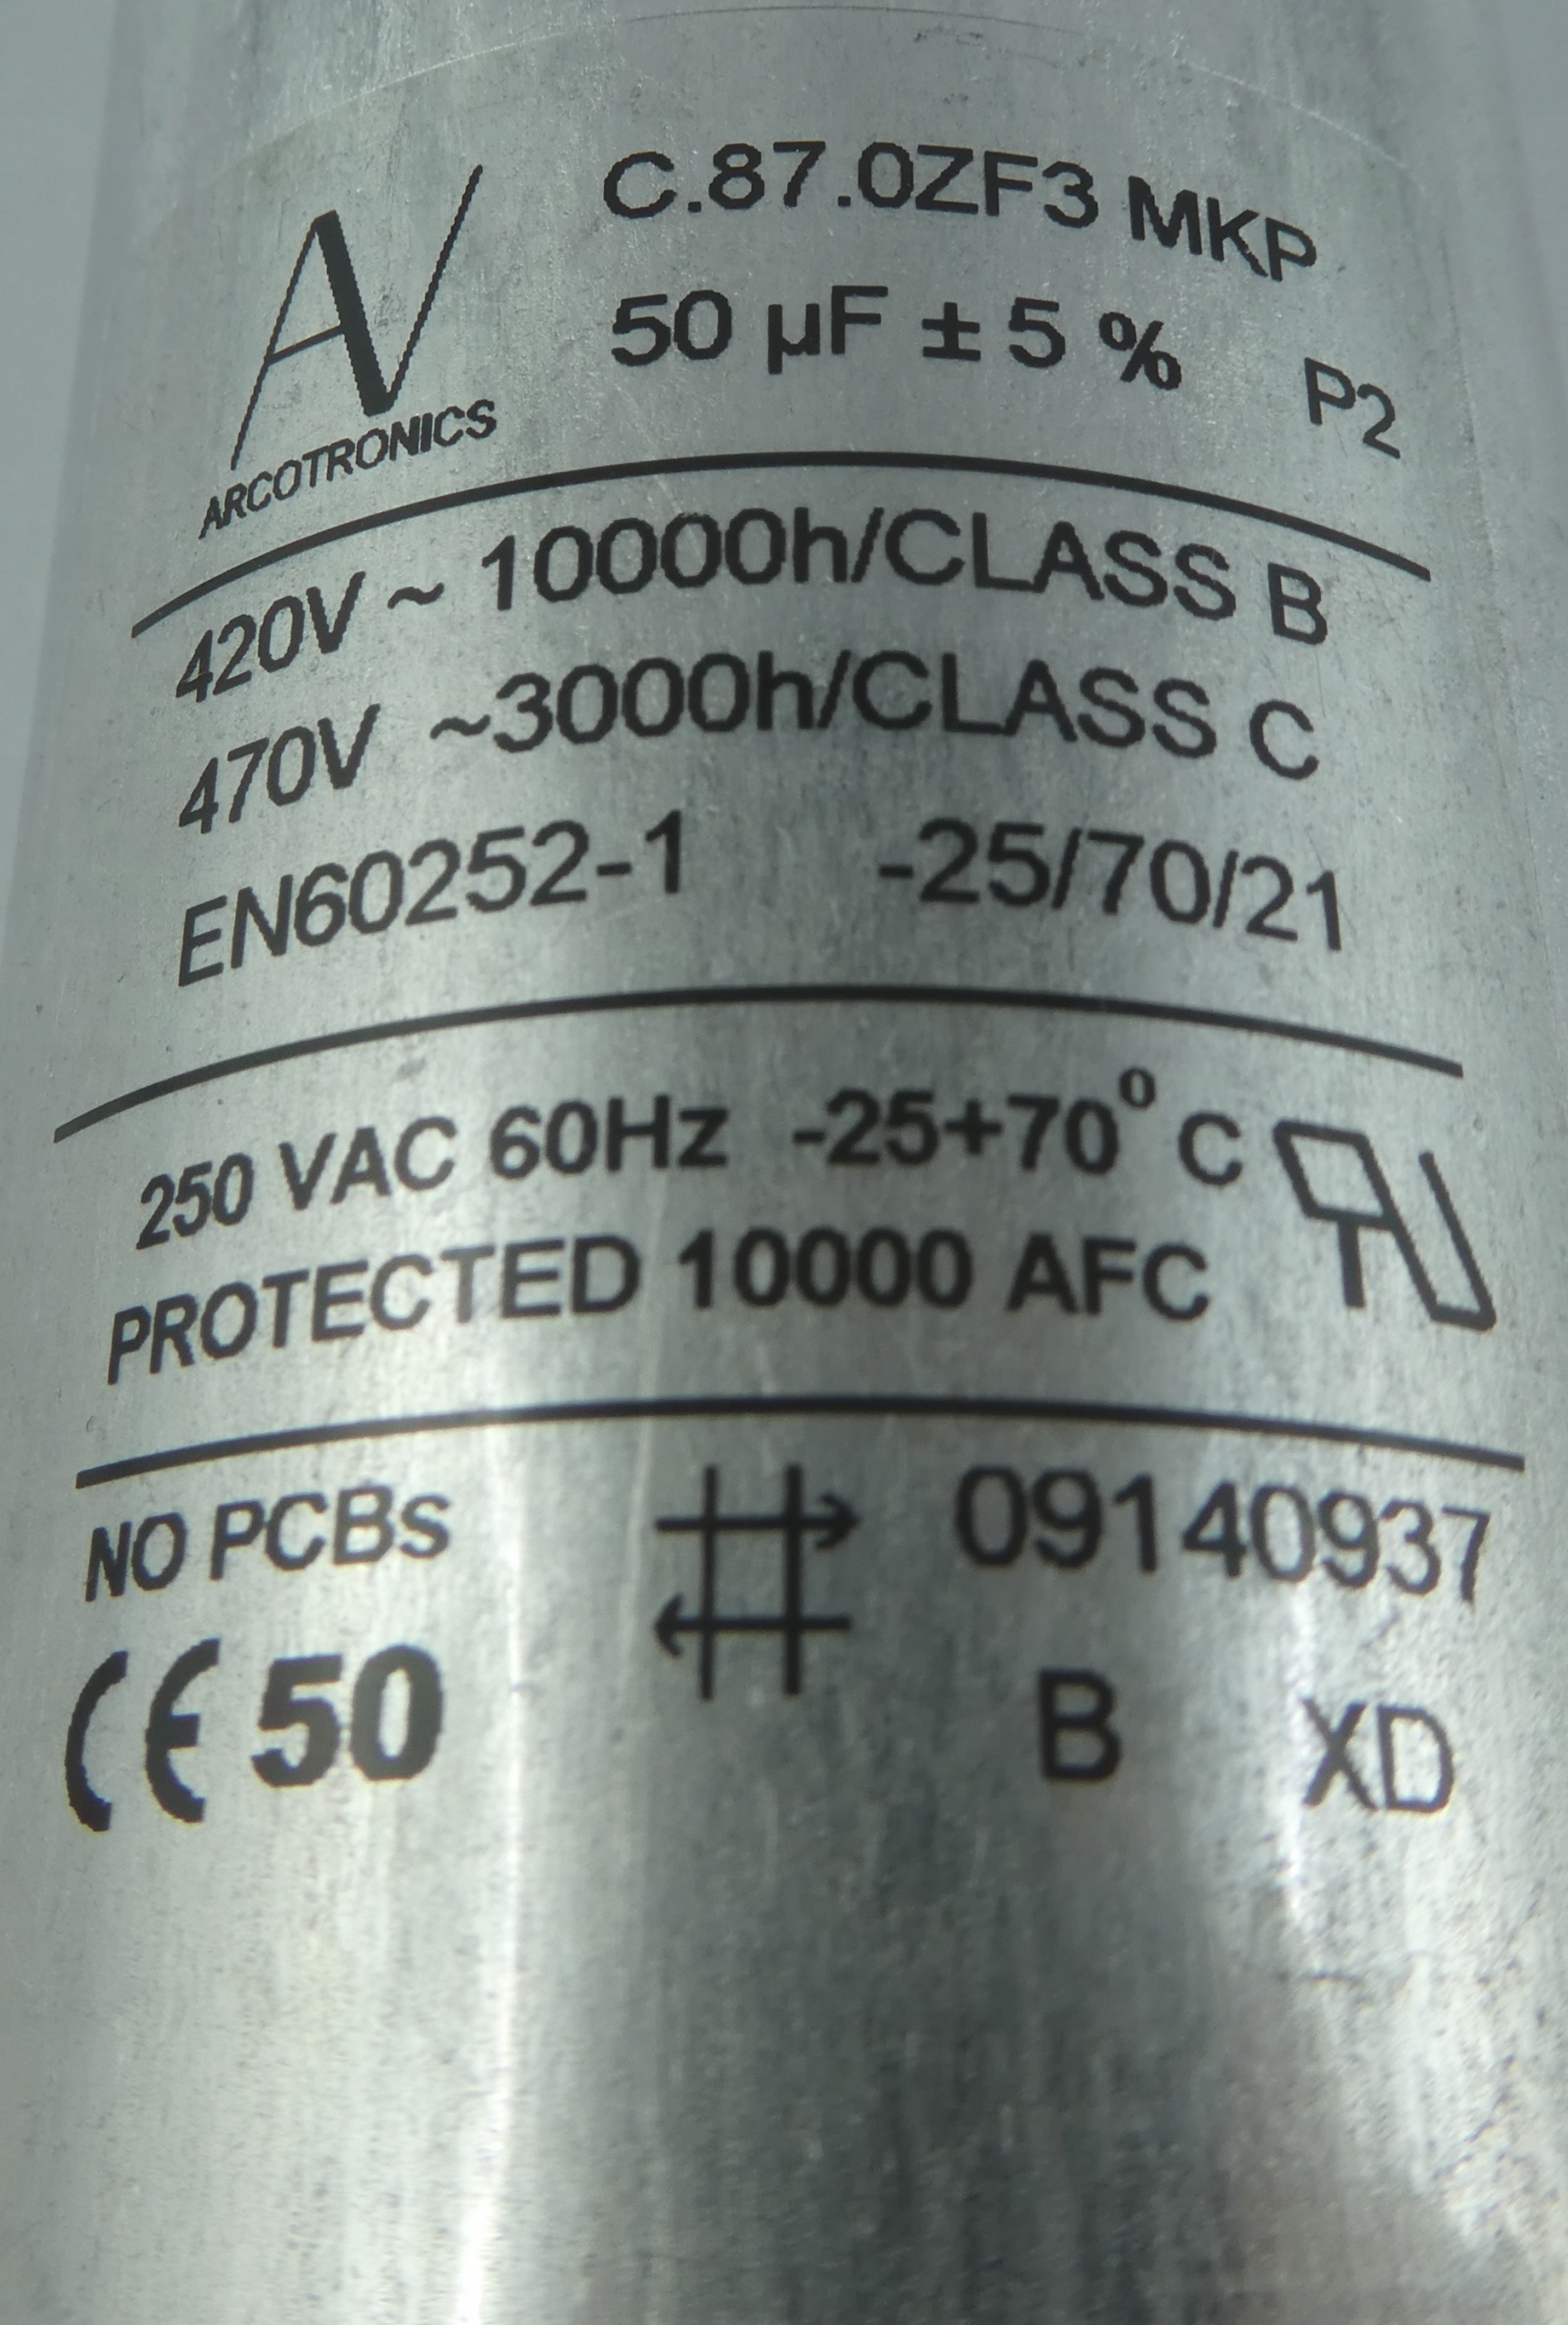 C.87.0ZF3 MKP
50 µF ± 5 % P2
ARCOTRONICS
420V ~ 10000h/CLASS B
470V ~3000h/CLASS C
EN60252-1 -25/70/21
250 VAC 60Hz -25+70° C
PROTECTED 10000 AFC
NO PCBs 09140937
CE 50 B XD